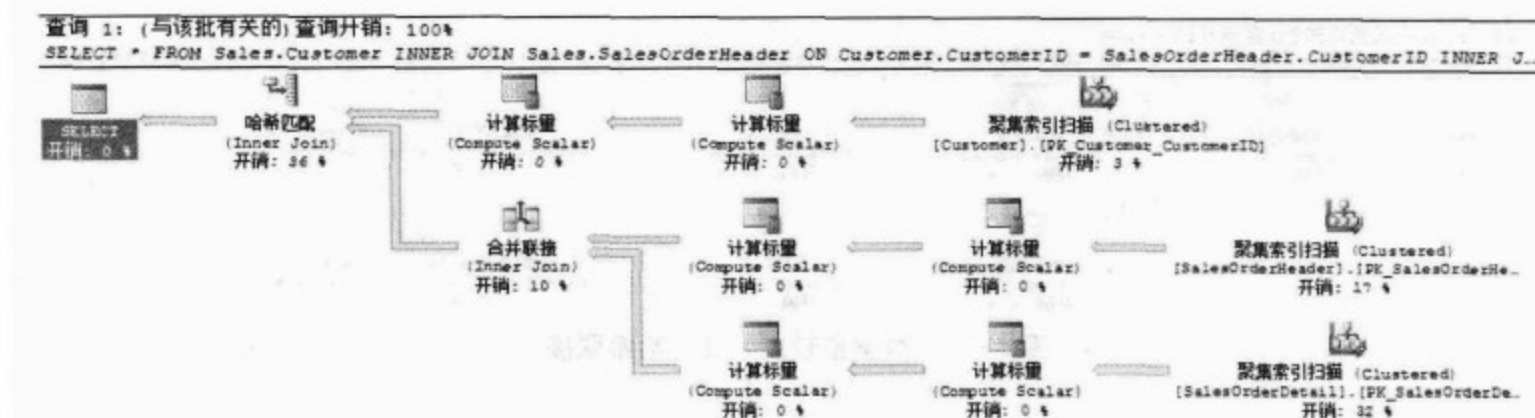 查询 1: (与该批有关的)查询开销: 100%
SELECT * FROM Sales.Customer INNER JOIN Sales.SalesOrderHeader ON Customer.CustomerID = SalesOrderHeader.CustomerID INNER J…
SELECT
开销: 0 %
哈希匹配
(Inner Join)
开销: 36 %
计算标量
(Compute Scalar)
开销: 0 %
计算标量
(Compute Scalar)
开销: 0 %
聚集索引扫描 (Clustered)
[Customer].[PK_Customer_CustomerID]
开销: 3 %
合并联接
(Inner Join)
开销: 10 %
计算标量
(Compute Scalar)
开销: 0 %
计算标量
(Compute Scalar)
开销: 0 %
聚集索引扫描 (Clustered)
[SalesOrderHeader].[PK_SalesOrderHe…
开销: 17 %
计算标量
(Compute Scalar)
开销: 0 %
计算标量
(Compute Scalar)
开销: 0 %
聚集索引扫描 (Clustered)
[SalesOrderDetail].[PK_SalesOrderDe…
开销: 32 %